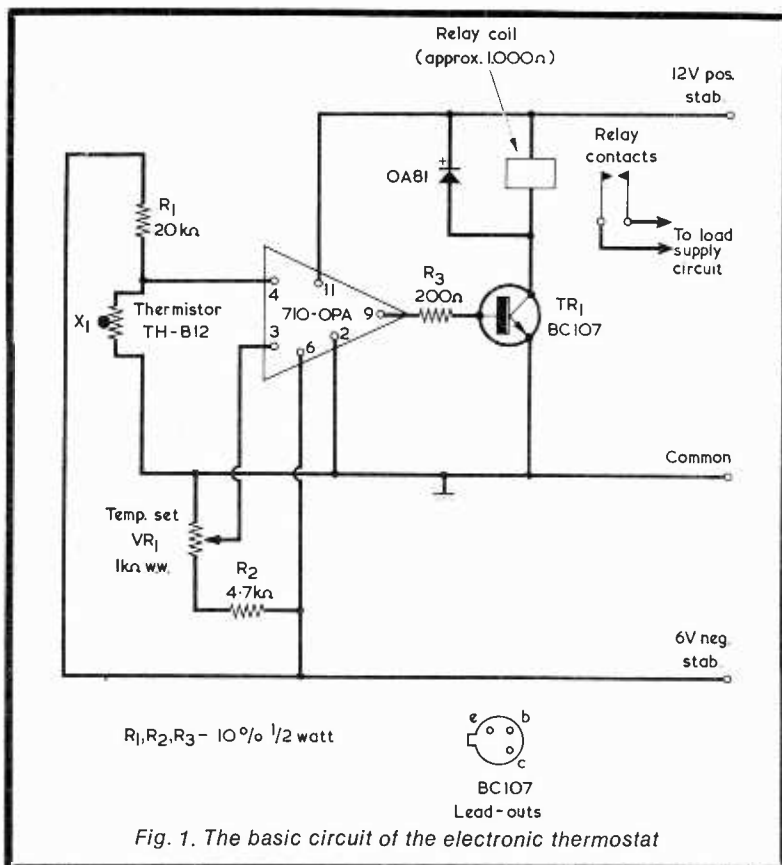 Relay coil
(approx. 1.000Ω)
12V pos.
stab.
Relay
contacts
OA81
To load
supply
circuit
R1
20kΩ
X1
Thermistor
TH-B12
4
11
710-OPA
9
3
6
2
R3
200Ω
TR1
BC107
Common
Temp. set
VR1
1kΩ w.w.
R2
4·7kΩ
6V neg.
stab.
R1,R2,R3 – 10% 1/2 watt
e
b
c
BC107
Lead-outs
Fig. 1. The basic circuit of the electronic thermostat